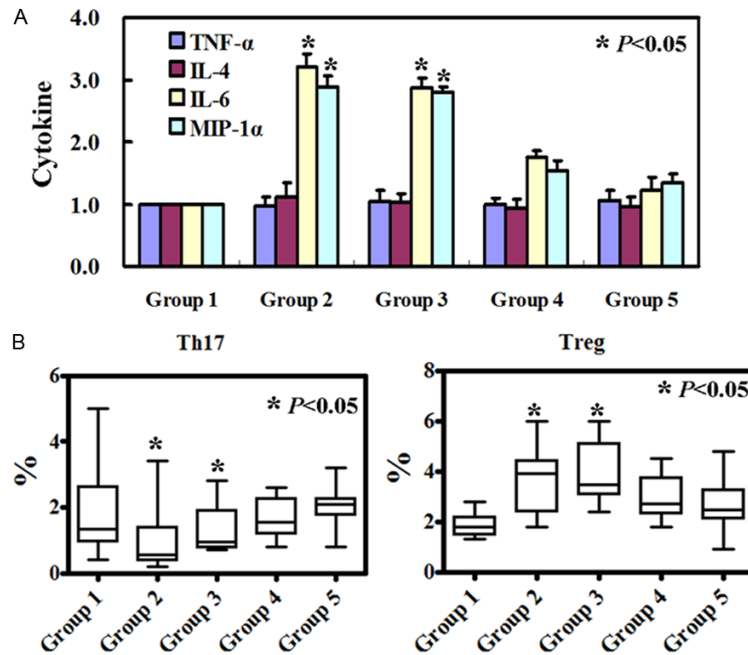 A
4.0
3.0
2.0
1.0
0.0
Cytokine
TNF-α
IL-4
IL-6
MIP-1α
* P<0.05
* *
* *
Group 1 Group 2 Group 3 Group 4 Group 5
B
Th17
6
4
2
0
%
* P<0.05
* *
Group 1 Group 2 Group 3 Group 4 Group 5
Treg
8
6
4
2
0
%
* P<0.05
* *
Group 1 Group 2 Group 3 Group 4 Group 5